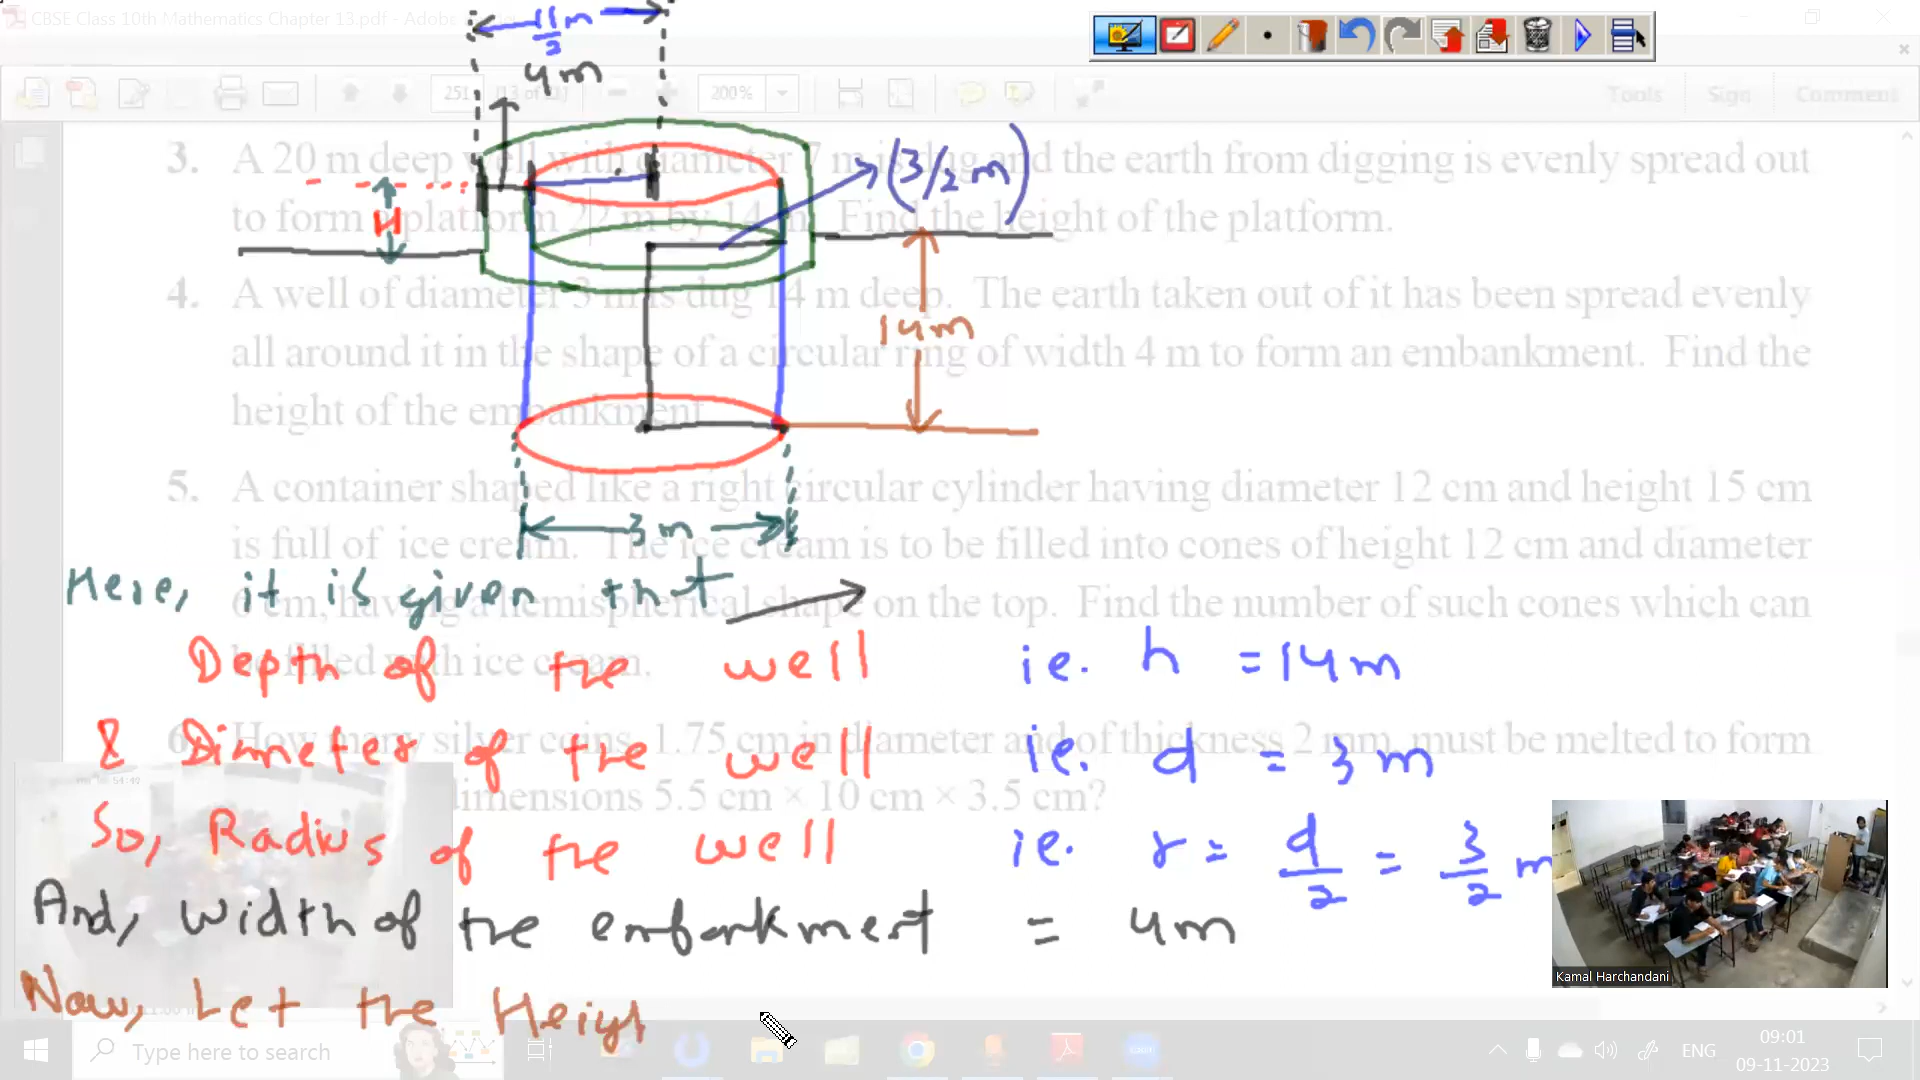 CBSE Class 10th Mathematics Chapter 13.pdf - Adobe
11/2 m
4m
251
(13 of
200%
Tools
Sign
Comment
3. A 20 m deep well with diameter 7 m is dug and the earth from digging is evenly spread out
to form a platform 22 m by 14 m. Find the height of the platform.
(3/2 m)
H
4. A well of diameter 3 m is dug 14 m deep. The earth taken out of it has been spread evenly
all around it in the shape of a circular ring of width 4 m to form an embankment. Find the
height of the embankment.
14m
5. A container shaped like a right circular cylinder having diameter 12 cm and height 15 cm
is full of ice cream. The ice cream is to be filled into cones of height 12 cm and diameter
6 cm, having a hemispherical shape on the top. Find the number of such cones which can
be filled with ice cream.
3 m
Here, it is given that
Depth of the well ie. h = 14m
6. How many silver coins, 1.75 cm in diameter and of thickness 2 mm, must be melted to form
dimensions 5.5 cm × 10 cm × 3.5 cm?
& Diameter of the well ie. d = 3 m
So, Radius of the well ie. r = d/2 = 3/2 m
And, width of the embankment = 4m
Now, Let the Heigh
Kamal Harchandani
Type here to search
ENG
09:01
09-11-2023